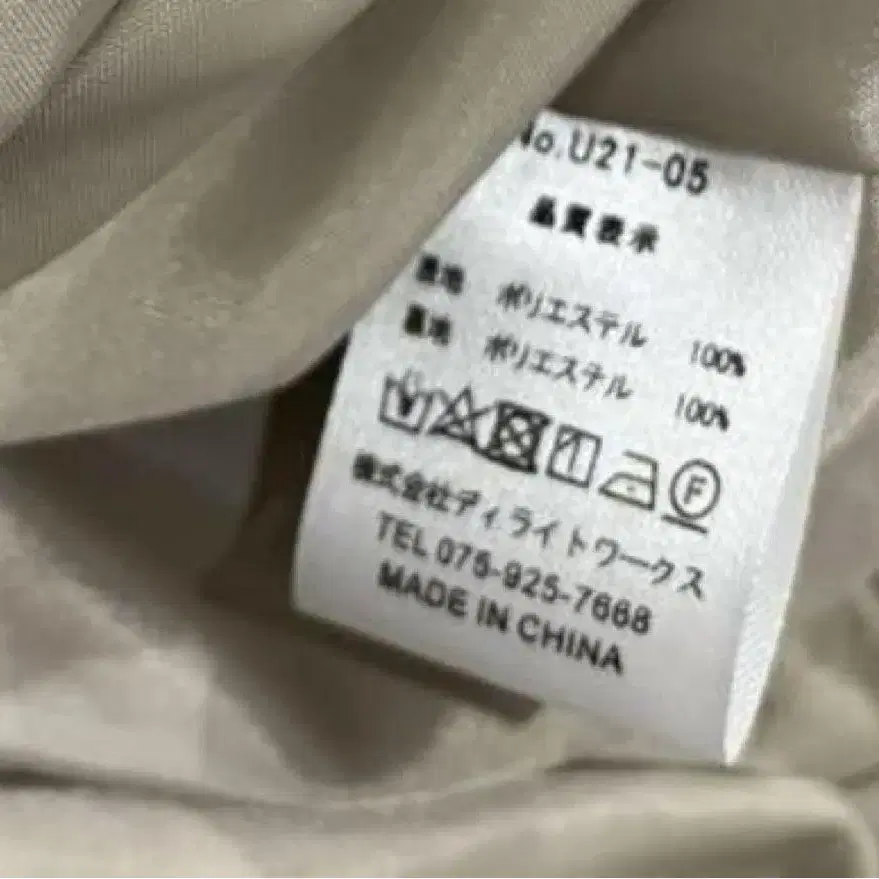 No.U21-05
品質表示
表地 ポリエステル 100%
裏地 ポリエステル 100%
F
株式会社ディライトワークス
TEL 075-925-7668
MADE IN CHINA